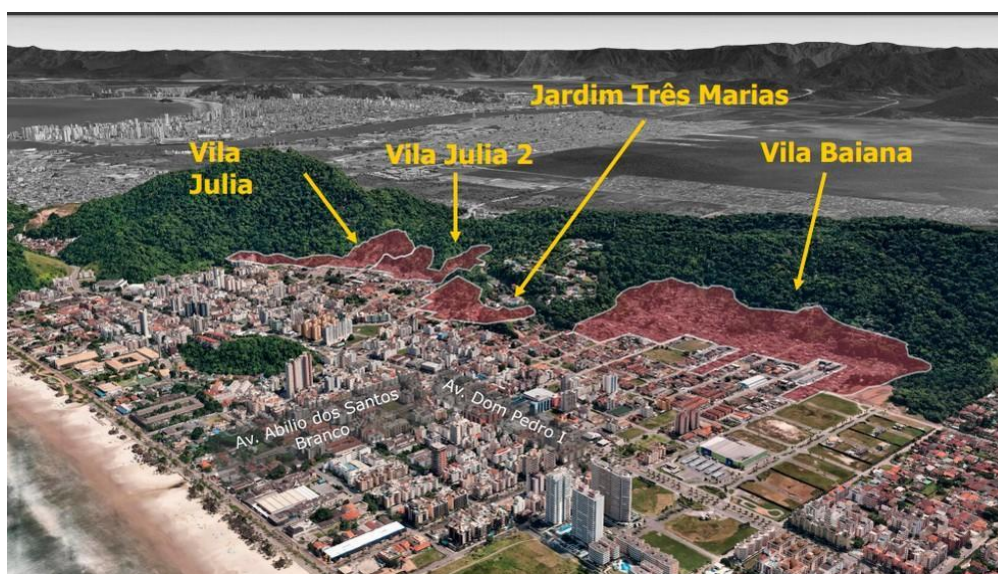 Jardim Três Marias
Vila
Julia
Vila Julia 2
Vila Baiana
Av. Abilio dos Santos
Branco
Av. Dom Pedro I